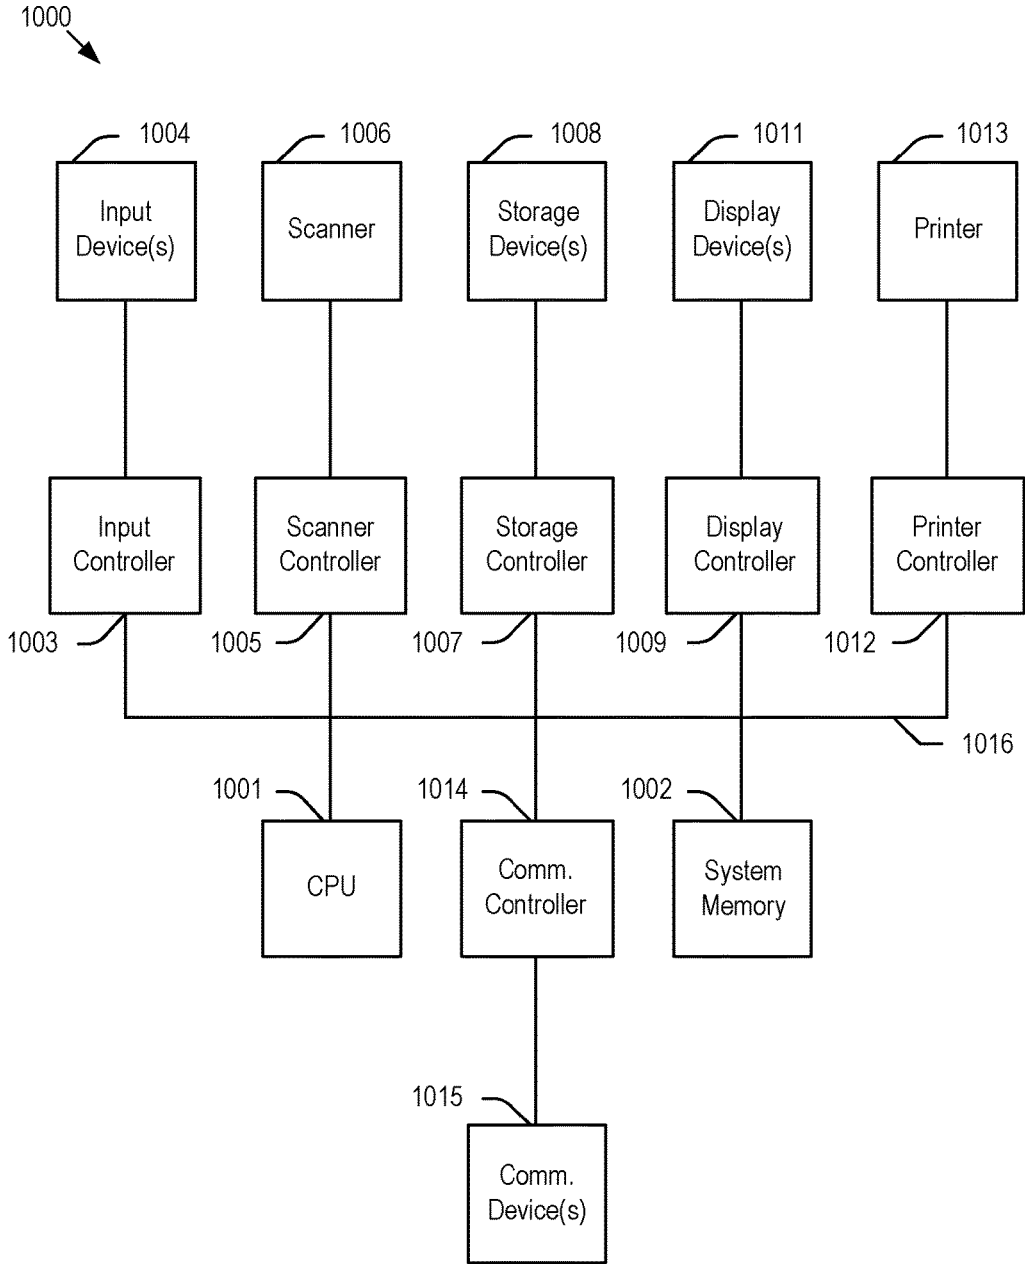 1000
1004
1006
1008
1011
1013
Input
Device(s)
Scanner
Storage
Device(s)
Display
Device(s)
Printer
Input
Controller
Scanner
Controller
Storage
Controller
Display
Controller
Printer
Controller
1003
1005
1007
1009
1012
1016
1001
1014
1002
CPU
Comm.
Controller
System
Memory
1015
Comm.
Device(s)